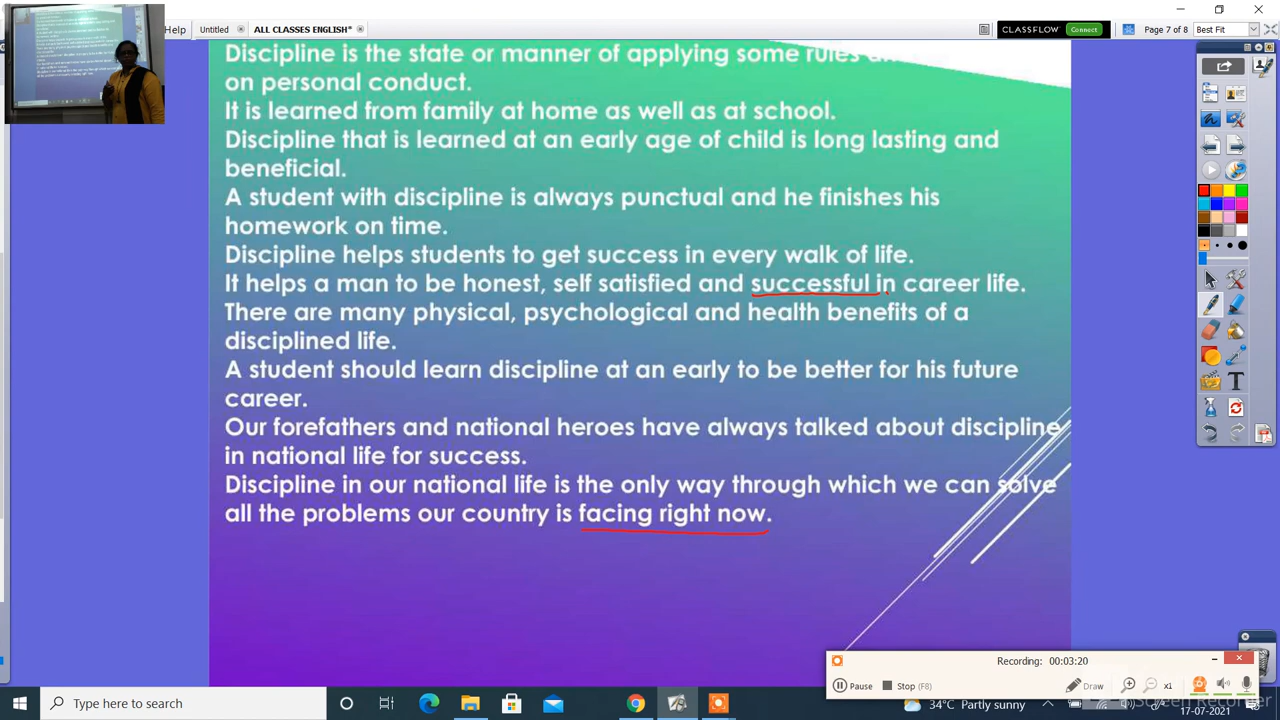 Help
Untitled
ALL CLASSES ENGLISH*
CLASSFLOW
Connect
Page 7 of 8
Best Fit
Discipline is the state or manner of applying
on personal conduct.
It is learned from family at home as well as at school.
Discipline that is learned at an early age of child is long lasting and
beneficial.
A student with discipline is always punctual and he finishes his
homework on time.
Discipline helps students to get success in every walk of life.
It helps a man to be honest, self satisfied and successful in career life.
There are many physical, psychological and health benefits of a
disciplined life.
A student should learn discipline at an early to be better for his future
career.
Our forefathers and national heroes have always talked about discipline
in national life for success.
Discipline in our national life is the only way through which we can solve
all the problems our country is facing right now.
Recording: 00:03:20
Pause
Stop (F8)
x1
Draw
Screen Recorder
Type here to search
34°C Partly sunny
17-07-2021